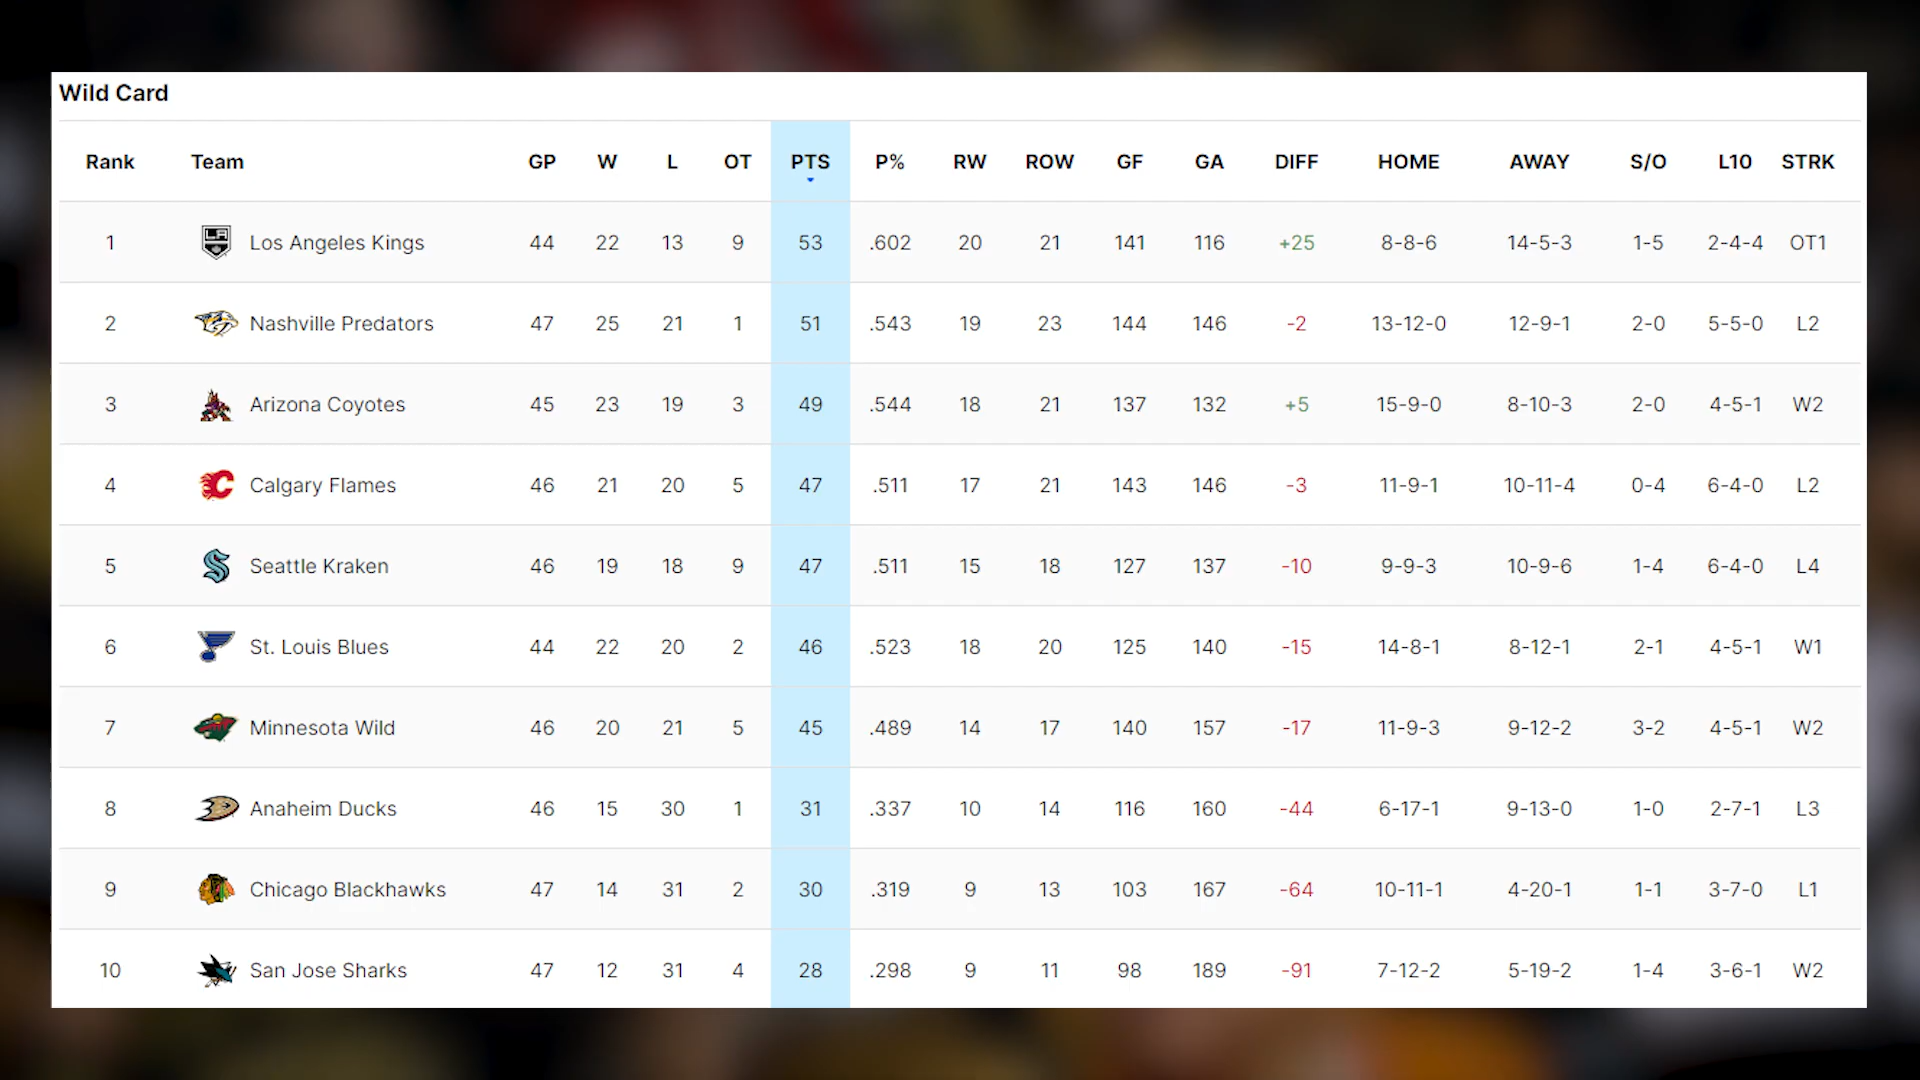 Wild Card
Rank Team GP W L OT PTS P% RW ROW GF GA DIFF HOME AWAY S/O L10 STRK
1 Los Angeles Kings 44 22 13 9 53 .602 20 21 141 116 +25 8-8-6 14-5-3 1-5 2-4-4 OT1
2 Nashville Predators 47 25 21 1 51 .543 19 23 144 146 -2 13-12-0 12-9-1 2-0 5-5-0 L2
3 Arizona Coyotes 45 23 19 3 49 .544 18 21 137 132 +5 15-9-0 8-10-3 2-0 4-5-1 W2
4 Calgary Flames 46 21 20 5 47 .511 17 21 143 146 -3 11-9-1 10-11-4 0-4 6-4-0 L2
5 Seattle Kraken 46 19 18 9 47 .511 15 18 127 137 -10 9-9-3 10-9-6 1-4 6-4-0 L4
6 St. Louis Blues 44 22 20 2 46 .523 18 20 125 140 -15 14-8-1 8-12-1 2-1 4-5-1 W1
7 Minnesota Wild 46 20 21 5 45 .489 14 17 140 157 -17 11-9-3 9-12-2 3-2 4-5-1 W2
8 Anaheim Ducks 46 15 30 1 31 .337 10 14 116 160 -44 6-17-1 9-13-0 1-0 2-7-1 L3
9 Chicago Blackhawks 47 14 31 2 30 .319 9 13 103 167 -64 10-11-1 4-20-1 1-1 3-7-0 L1
10 San Jose Sharks 47 12 31 4 28 .298 9 11 98 189 -91 7-12-2 5-19-2 1-4 3-6-1 W2